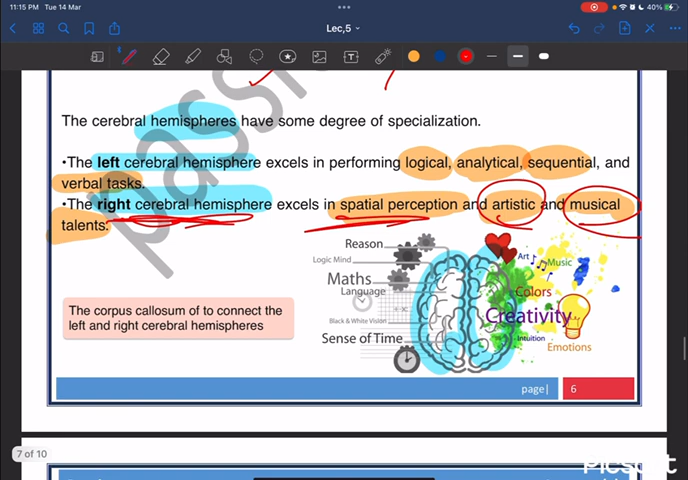 11:15 PM Tue 14 Mar
40%
Lec,5
passi
The cerebral hemispheres have some degree of specialization.
•The left cerebral hemisphere excels in performing logical, analytical, sequential, and
verbal tasks.
•The right cerebral hemisphere excels in spatial perception and artistic and musical
talents.
Reason
Logic Mind
Maths
Language
Black & White Vision
Sense of Time
Art
Music
Colors
Creativity
Intuition
Emotions
The corpus callosum of to connect the
left and right cerebral hemispheres
page| 6
7 of 10